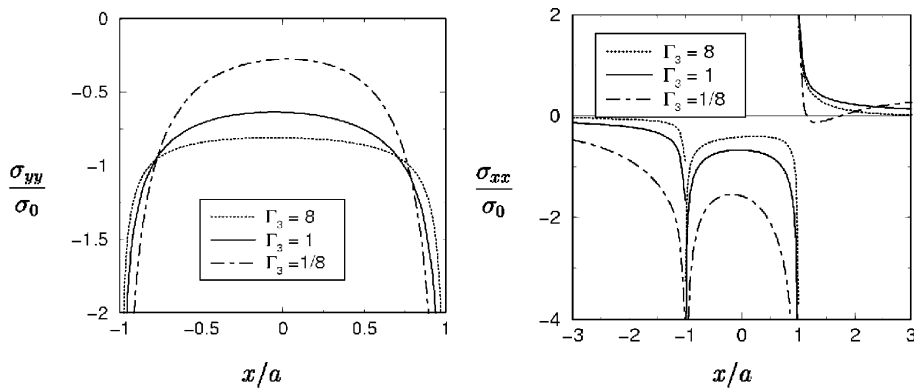 0
-0.5
-1
-1.5
-2
σyy
σ0
Γ3 = 8
Γ3 = 1
Γ3 =1/8
-1 -0.5 0 0.5 1
x/a
2
0
-2
-4
σxx
σ0
Γ3 = 8
Γ3 = 1
Γ3 =1/8
-3 -2 -1 0 1 2 3
x/a